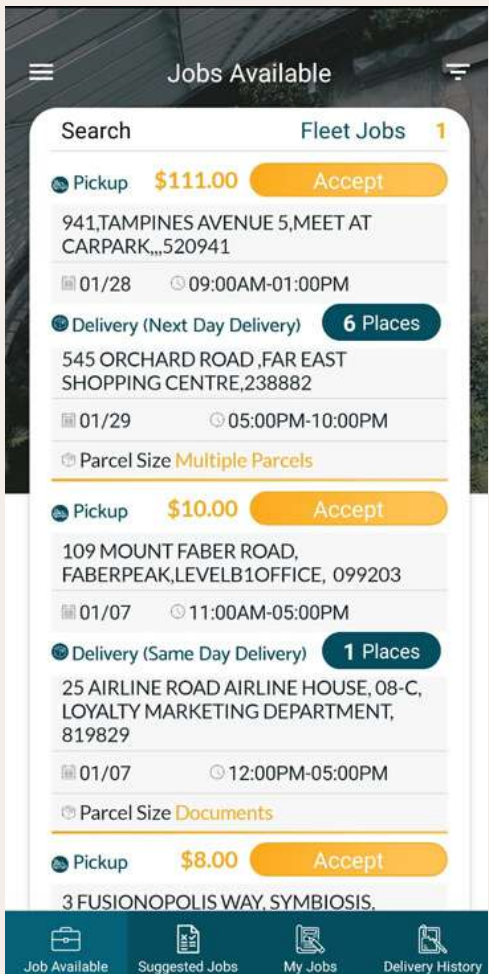 Jobs Available
Search Fleet Jobs 1
Pickup $111.00 Accept
941,TAMPINES AVENUE 5,MEET AT
CARPARK,,,520941
01/28 09:00AM-01:00PM
Delivery (Next Day Delivery) 6 Places
545 ORCHARD ROAD ,FAR EAST
SHOPPING CENTRE,238882
01/29 05:00PM-10:00PM
Parcel Size Multiple Parcels
Pickup $10.00 Accept
109 MOUNT FABER ROAD,
FABERPEAK,LEVELB1OFFICE, 099203
01/07 11:00AM-05:00PM
Delivery (Same Day Delivery) 1 Places
25 AIRLINE ROAD AIRLINE HOUSE, 08-C,
LOYALTY MARKETING DEPARTMENT,
819829
01/07 12:00PM-05:00PM
Parcel Size Documents
Pickup $8.00 Accept
3 FUSIONOPOLIS WAY, SYMBIOSIS,
Job Available Suggested Jobs My Jobs Delivery History